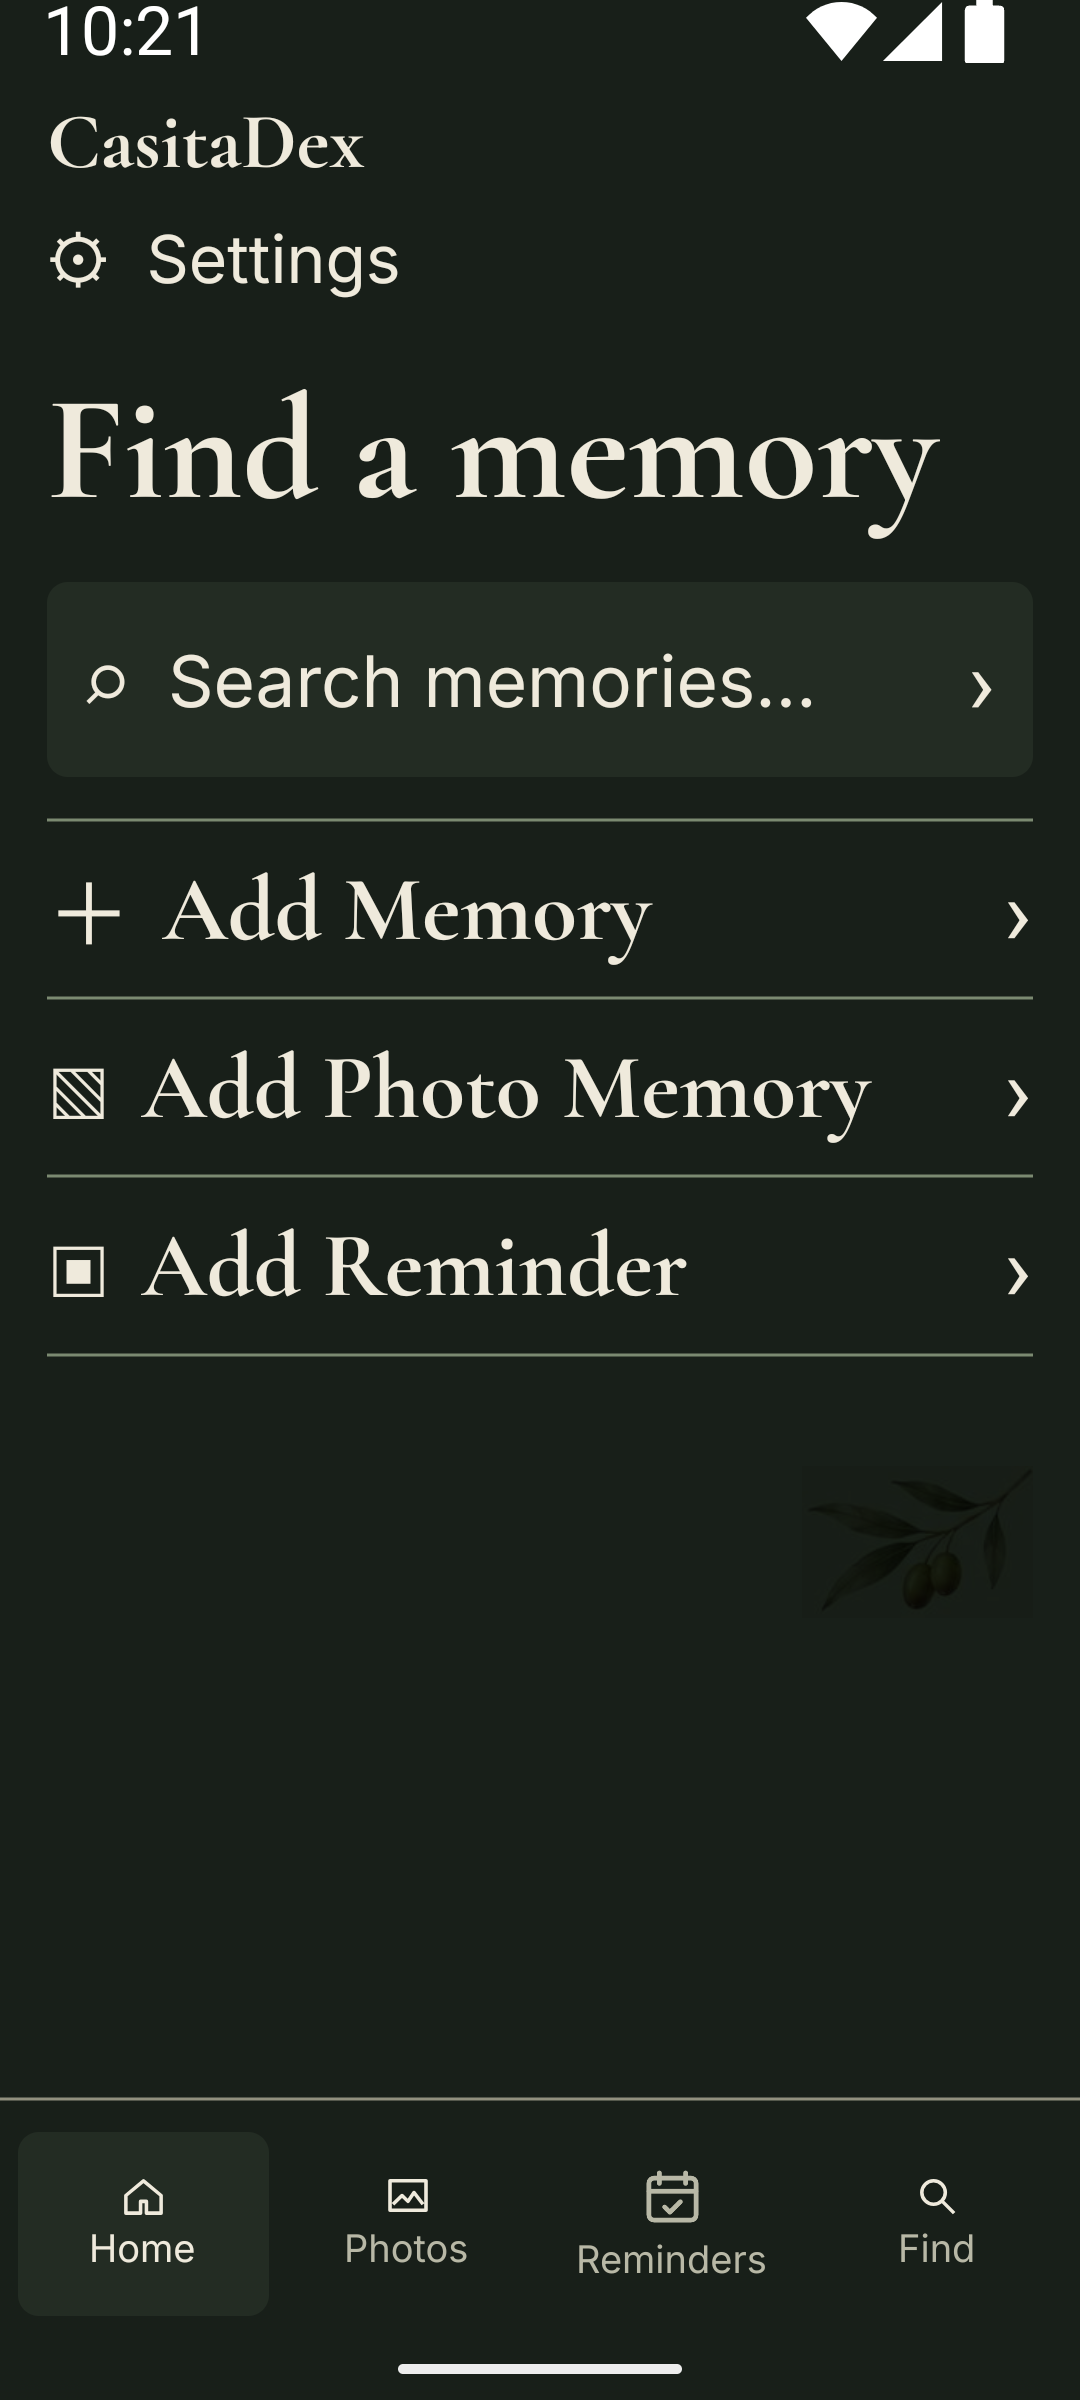 10:21
CasitaDex
Settings
Find a memory
Search memories...
Add Memory
Add Photo Memory
Add Reminder
Home
Photos
Reminders
Find